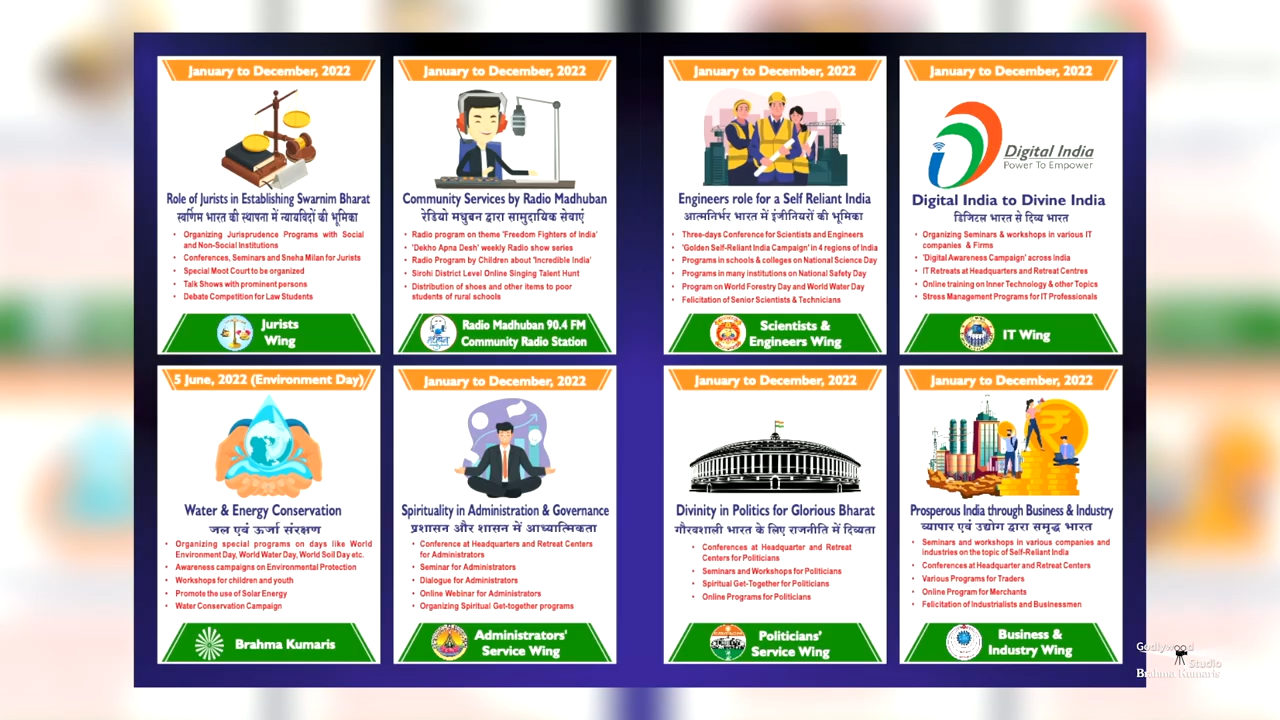 January to December, 2022
Role of Jurists in Establishing Swarnim Bharat
स्वर्णिम भारत की स्थापना में न्यायविदों की भूमिका
• Organizing Jurisprudence Programs with Social
and Non-Social Institutions
• Conferences, Seminars and Sneha Milan for Jurists
• Special Moot Court to be organized
• Talk Shows with prominent persons
• Debate Competition for Law Students
Jurists
Wing
January to December, 2022
Community Services by Radio Madhuban
रेडियो मधुबन द्वारा सामुदायिक सेवाएं
• Radio program on theme 'Freedom Fighters of India'
• 'Dekho Apna Desh' weekly Radio show series
• Radio Program by Children about 'Incredible India'
• Sirohi District Level Online Singing Talent Hunt
• Distribution of shoes and other items to poor
students of rural schools
Radio Madhuban 90.4 FM
Community Radio Station
January to December, 2022
Engineers role for a Self Reliant India
आत्मनिर्भर भारत में इंजीनियरों की भूमिका
• Three-days Conference for Scientists and Engineers
• 'Golden Self-Reliant India Campaign' in 4 regions of India
• Programs in schools & colleges on National Science Day
• Programs in many institutions on National Safety Day
• Program on World Forestry Day and World Water Day
• Felicitation of Senior Scientists & Technicians
Scientists &
Engineers Wing
January to December, 2022
Digital India
Power To Empower
Digital India to Divine India
डिजिटल भारत से दिव्य भारत
• Organizing Seminars & workshops in various IT
companies & Firms
• 'Digital Awareness Campaign' across India
• IT Retreats at Headquarters and Retreat Centres
• Online training on Inner Technology & other Topics
• Stress Management Programs for IT Professionals
IT Wing
5 June, 2022 (Environment Day)
Water & Energy Conservation
जल एवं ऊर्जा संरक्षण
• Organizing special programs on days like World
Environment Day, World Water Day, World Soil Day etc.
• Awareness campaigns on Environmental Protection
• Workshops for children and youth
• Promote the use of Solar Energy
• Water Conservation Campaign
Brahma Kumaris
January to December, 2022
Spirituality in Administration & Governance
प्रशासन और शासन में आध्यात्मिकता
• Conference at Headquarters and Retreat Centers
for Administrators
• Seminar for Administrators
• Dialogue for Administrators
• Online Webinar for Administrators
• Organizing Spiritual Get-together programs
Administrators'
Service Wing
January to December, 2022
Divinity in Politics for Glorious Bharat
गौरवशाली भारत के लिए राजनीति में दिव्यता
• Conferences at Headquarter and Retreat
Centers for Politicians
• Seminars and Workshops for Politicians
• Spiritual Get-Together for Politicians
• Online Programs for Politicians
Politicians'
Service Wing
January to December, 2022
Prosperous India through Business & Industry
व्यापार एवं उद्योग द्वारा समृद्ध भारत
• Seminars and workshops in various companies and
industries on the topic of Self-Reliant India
• Conferences at Headquarter and Retreat Centers
• Various Programs for Traders
• Online Program for Merchants
• Felicitation of Industrialists and Businessmen
Business &
Industry Wing
Godlywood
Studio
Brahma Kumaris